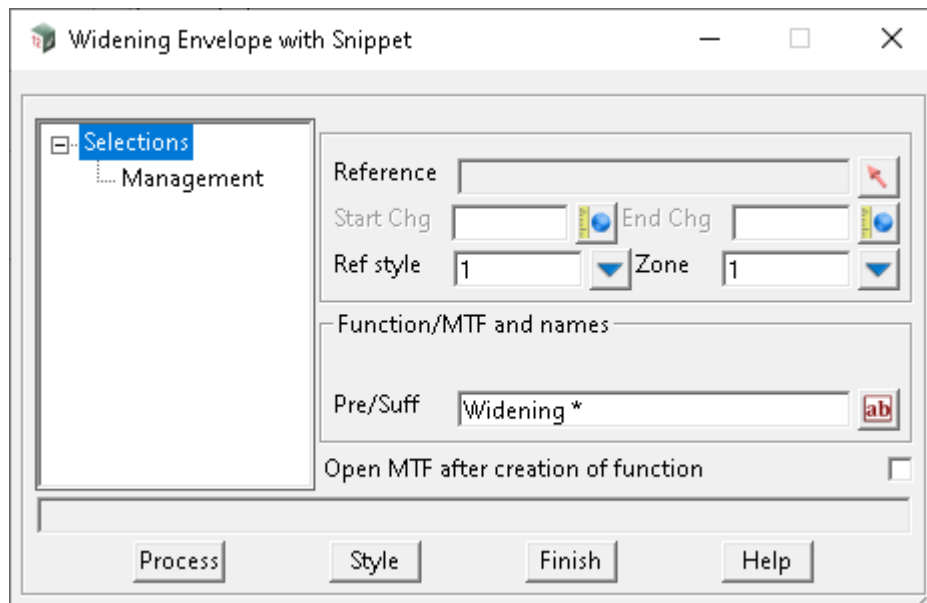 Widening Envelope with Snippet
Selections
Management
Reference
Start Chg End Chg
Ref style 1 Zone 1
Function/MTF and names
Pre/Suff Widening * ab
Open MTF after creation of function
Process Style Finish Help